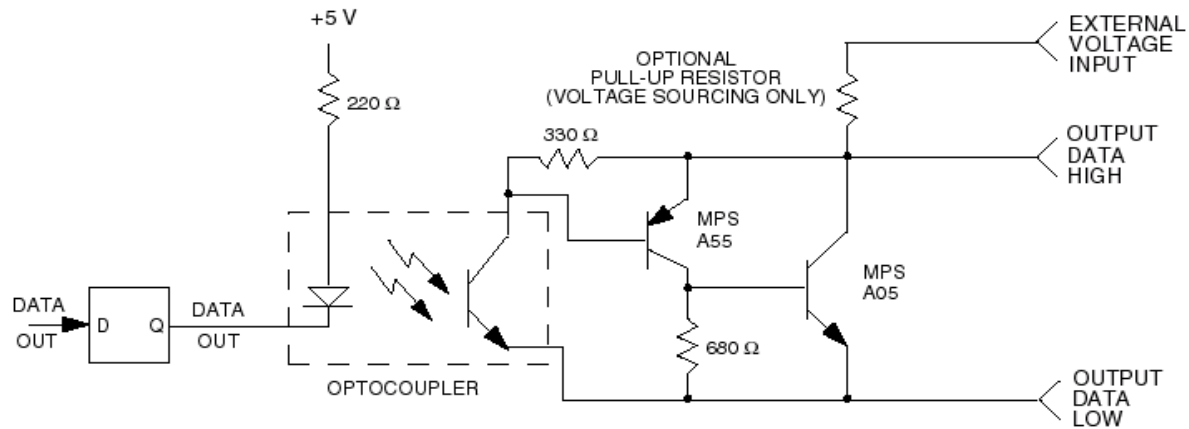 +5 V
220 Ω
OPTIONAL
PULL-UP RESISTOR
(VOLTAGE SOURCING ONLY)
EXTERNAL
VOLTAGE
INPUT
330 Ω
OUTPUT
DATA
HIGH
MPS
A55
MPS
A05
DATA
OUT
D
Q
DATA
OUT
680 Ω
OPTOCOUPLER
OUTPUT
DATA
LOW